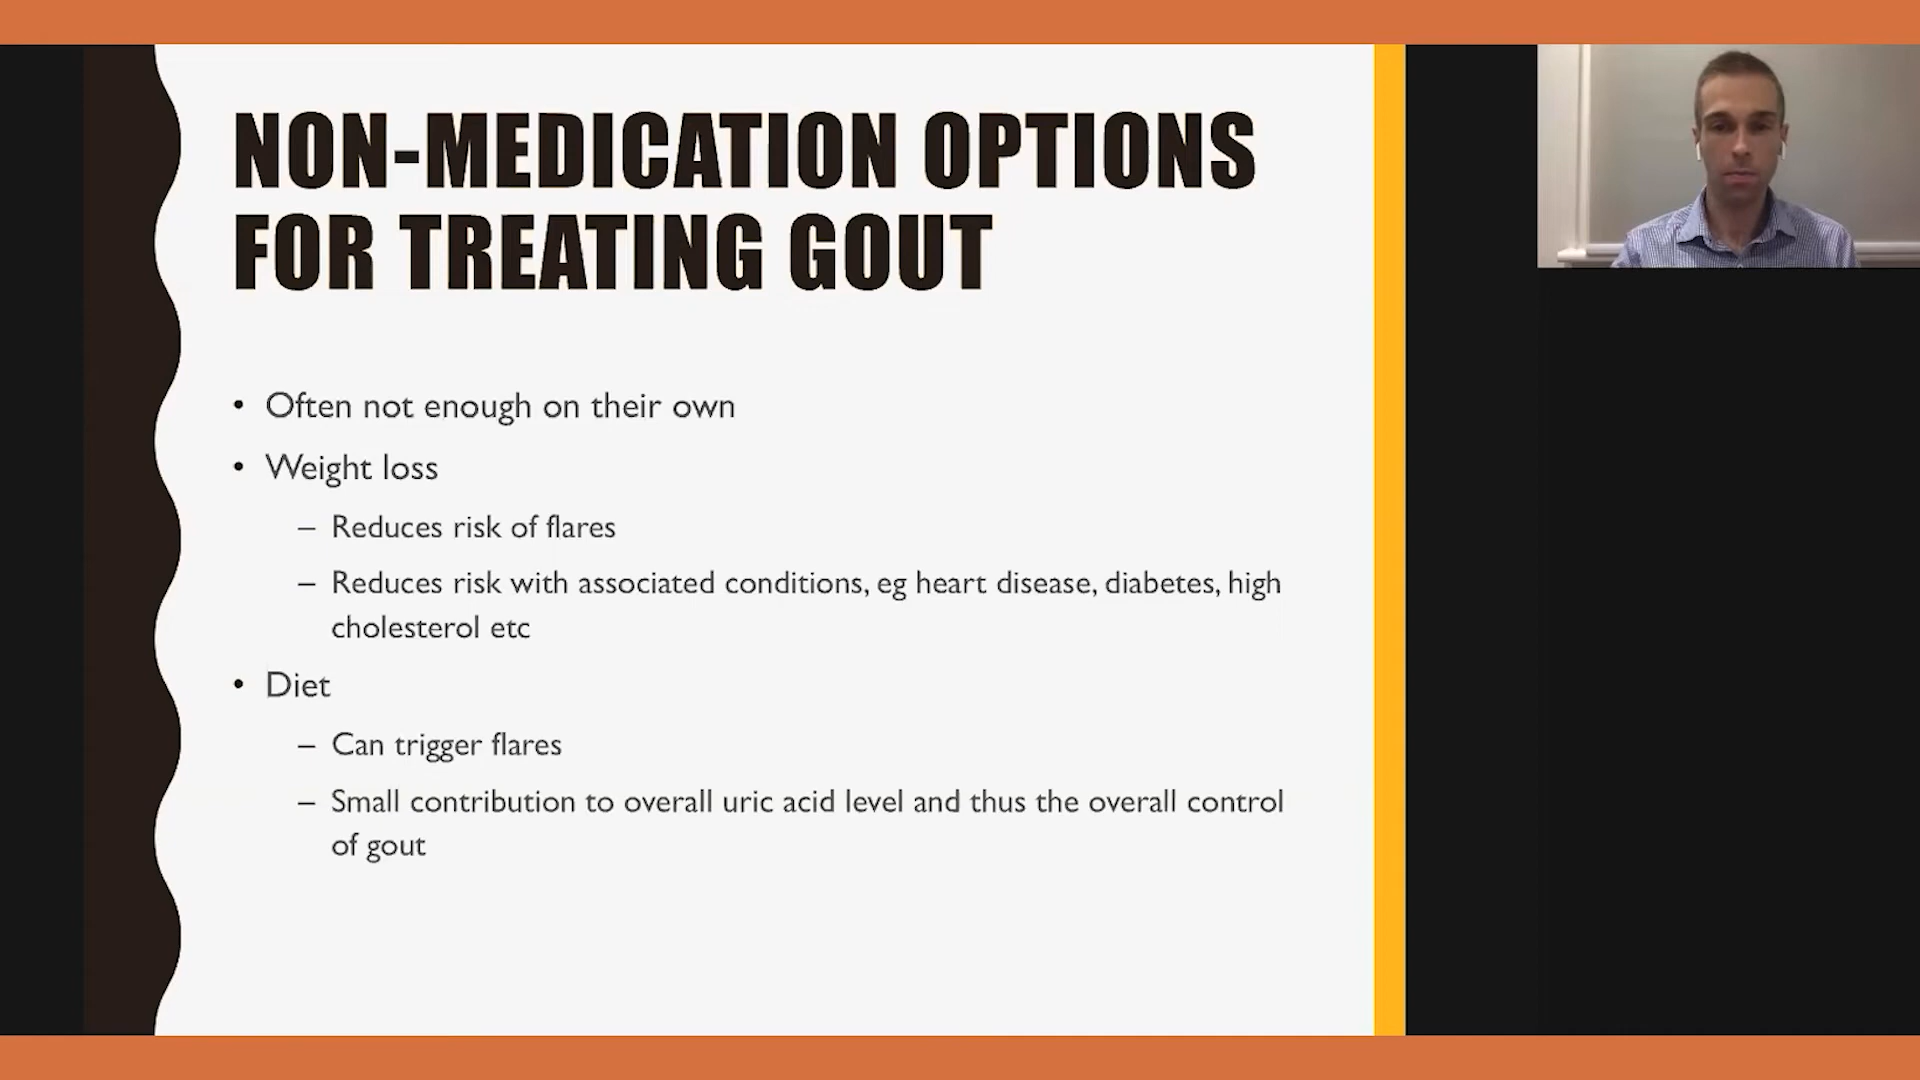 NON-MEDICATION OPTIONS
FOR TREATING GOUT
• Often not enough on their own
• Weight loss
– Reduces risk of flares
– Reduces risk with associated conditions, eg heart disease, diabetes, high
cholesterol etc
• Diet
– Can trigger flares
– Small contribution to overall uric acid level and thus the overall control
of gout